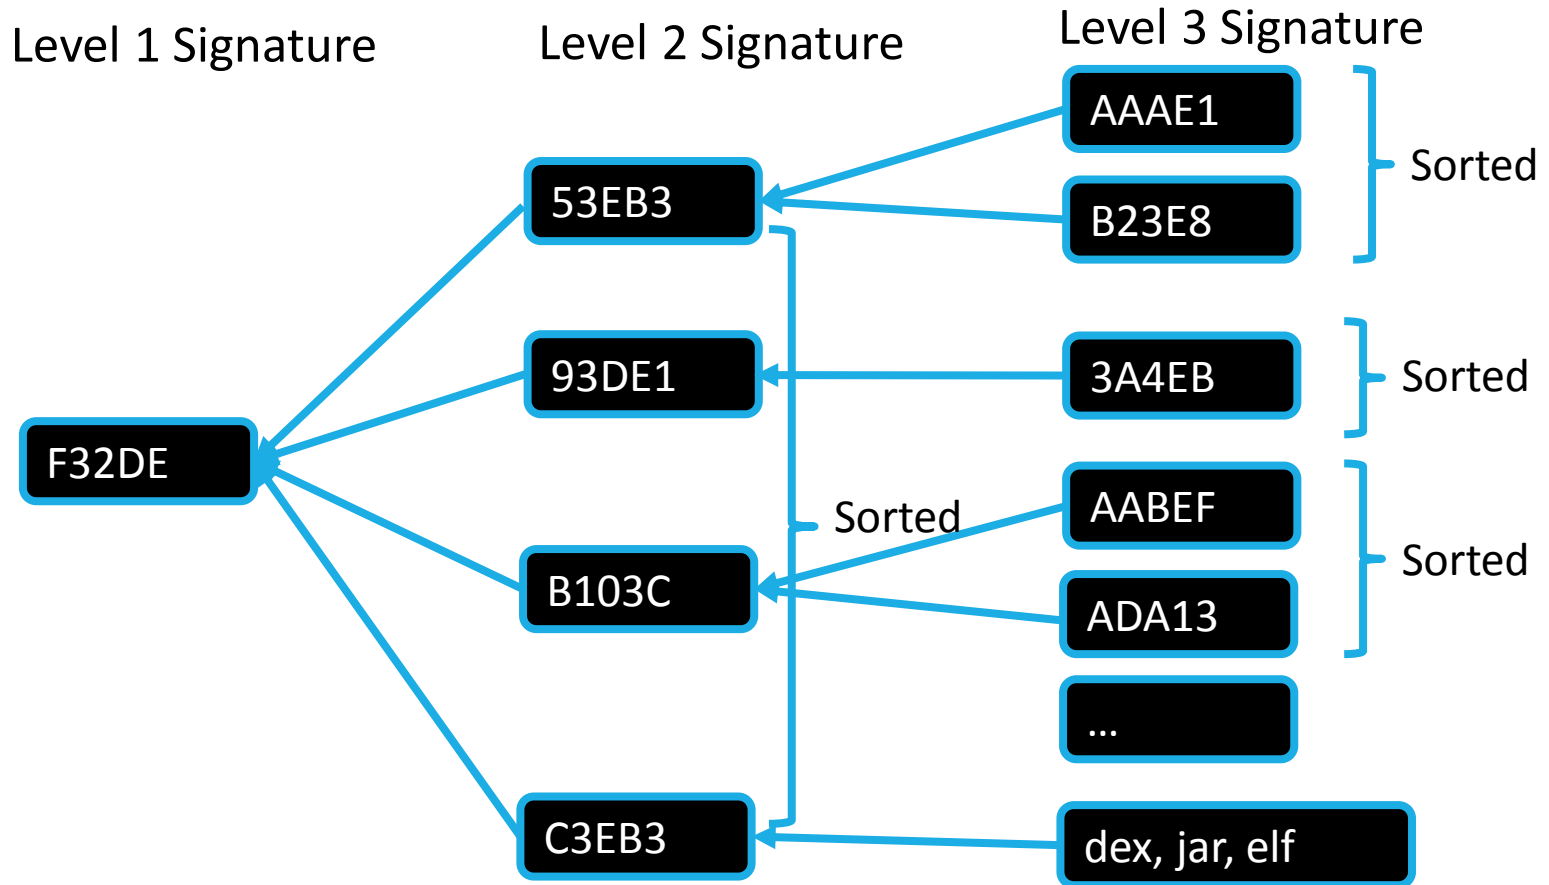 Level 1 Signature
Level 2 Signature
Level 3 Signature
AAAE1
B23E8
Sorted
53EB3
93DE1
3A4EB
Sorted
F32DE
Sorted
AABEF
ADA13
Sorted
B103C
...
C3EB3
dex, jar, elf